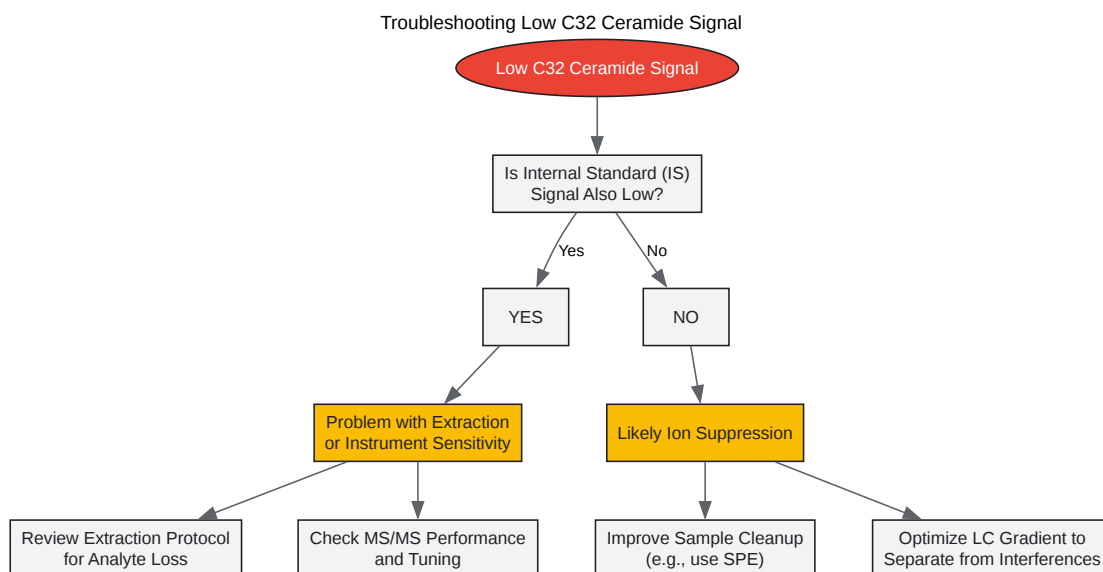 Troubleshooting Low C32 Ceramide Signal
Low C32 Ceramide Signal
Is Internal Standard (IS)
Signal Also Low?
Yes
No
YES
NO
Problem with Extraction
or Instrument Sensitivity
Likely Ion Suppression
Review Extraction Protocol
for Analyte Loss
Check MS/MS Performance
and Tuning
Improve Sample Cleanup
(e.g., use SPE)
Optimize LC Gradient to
Separate from Interferences